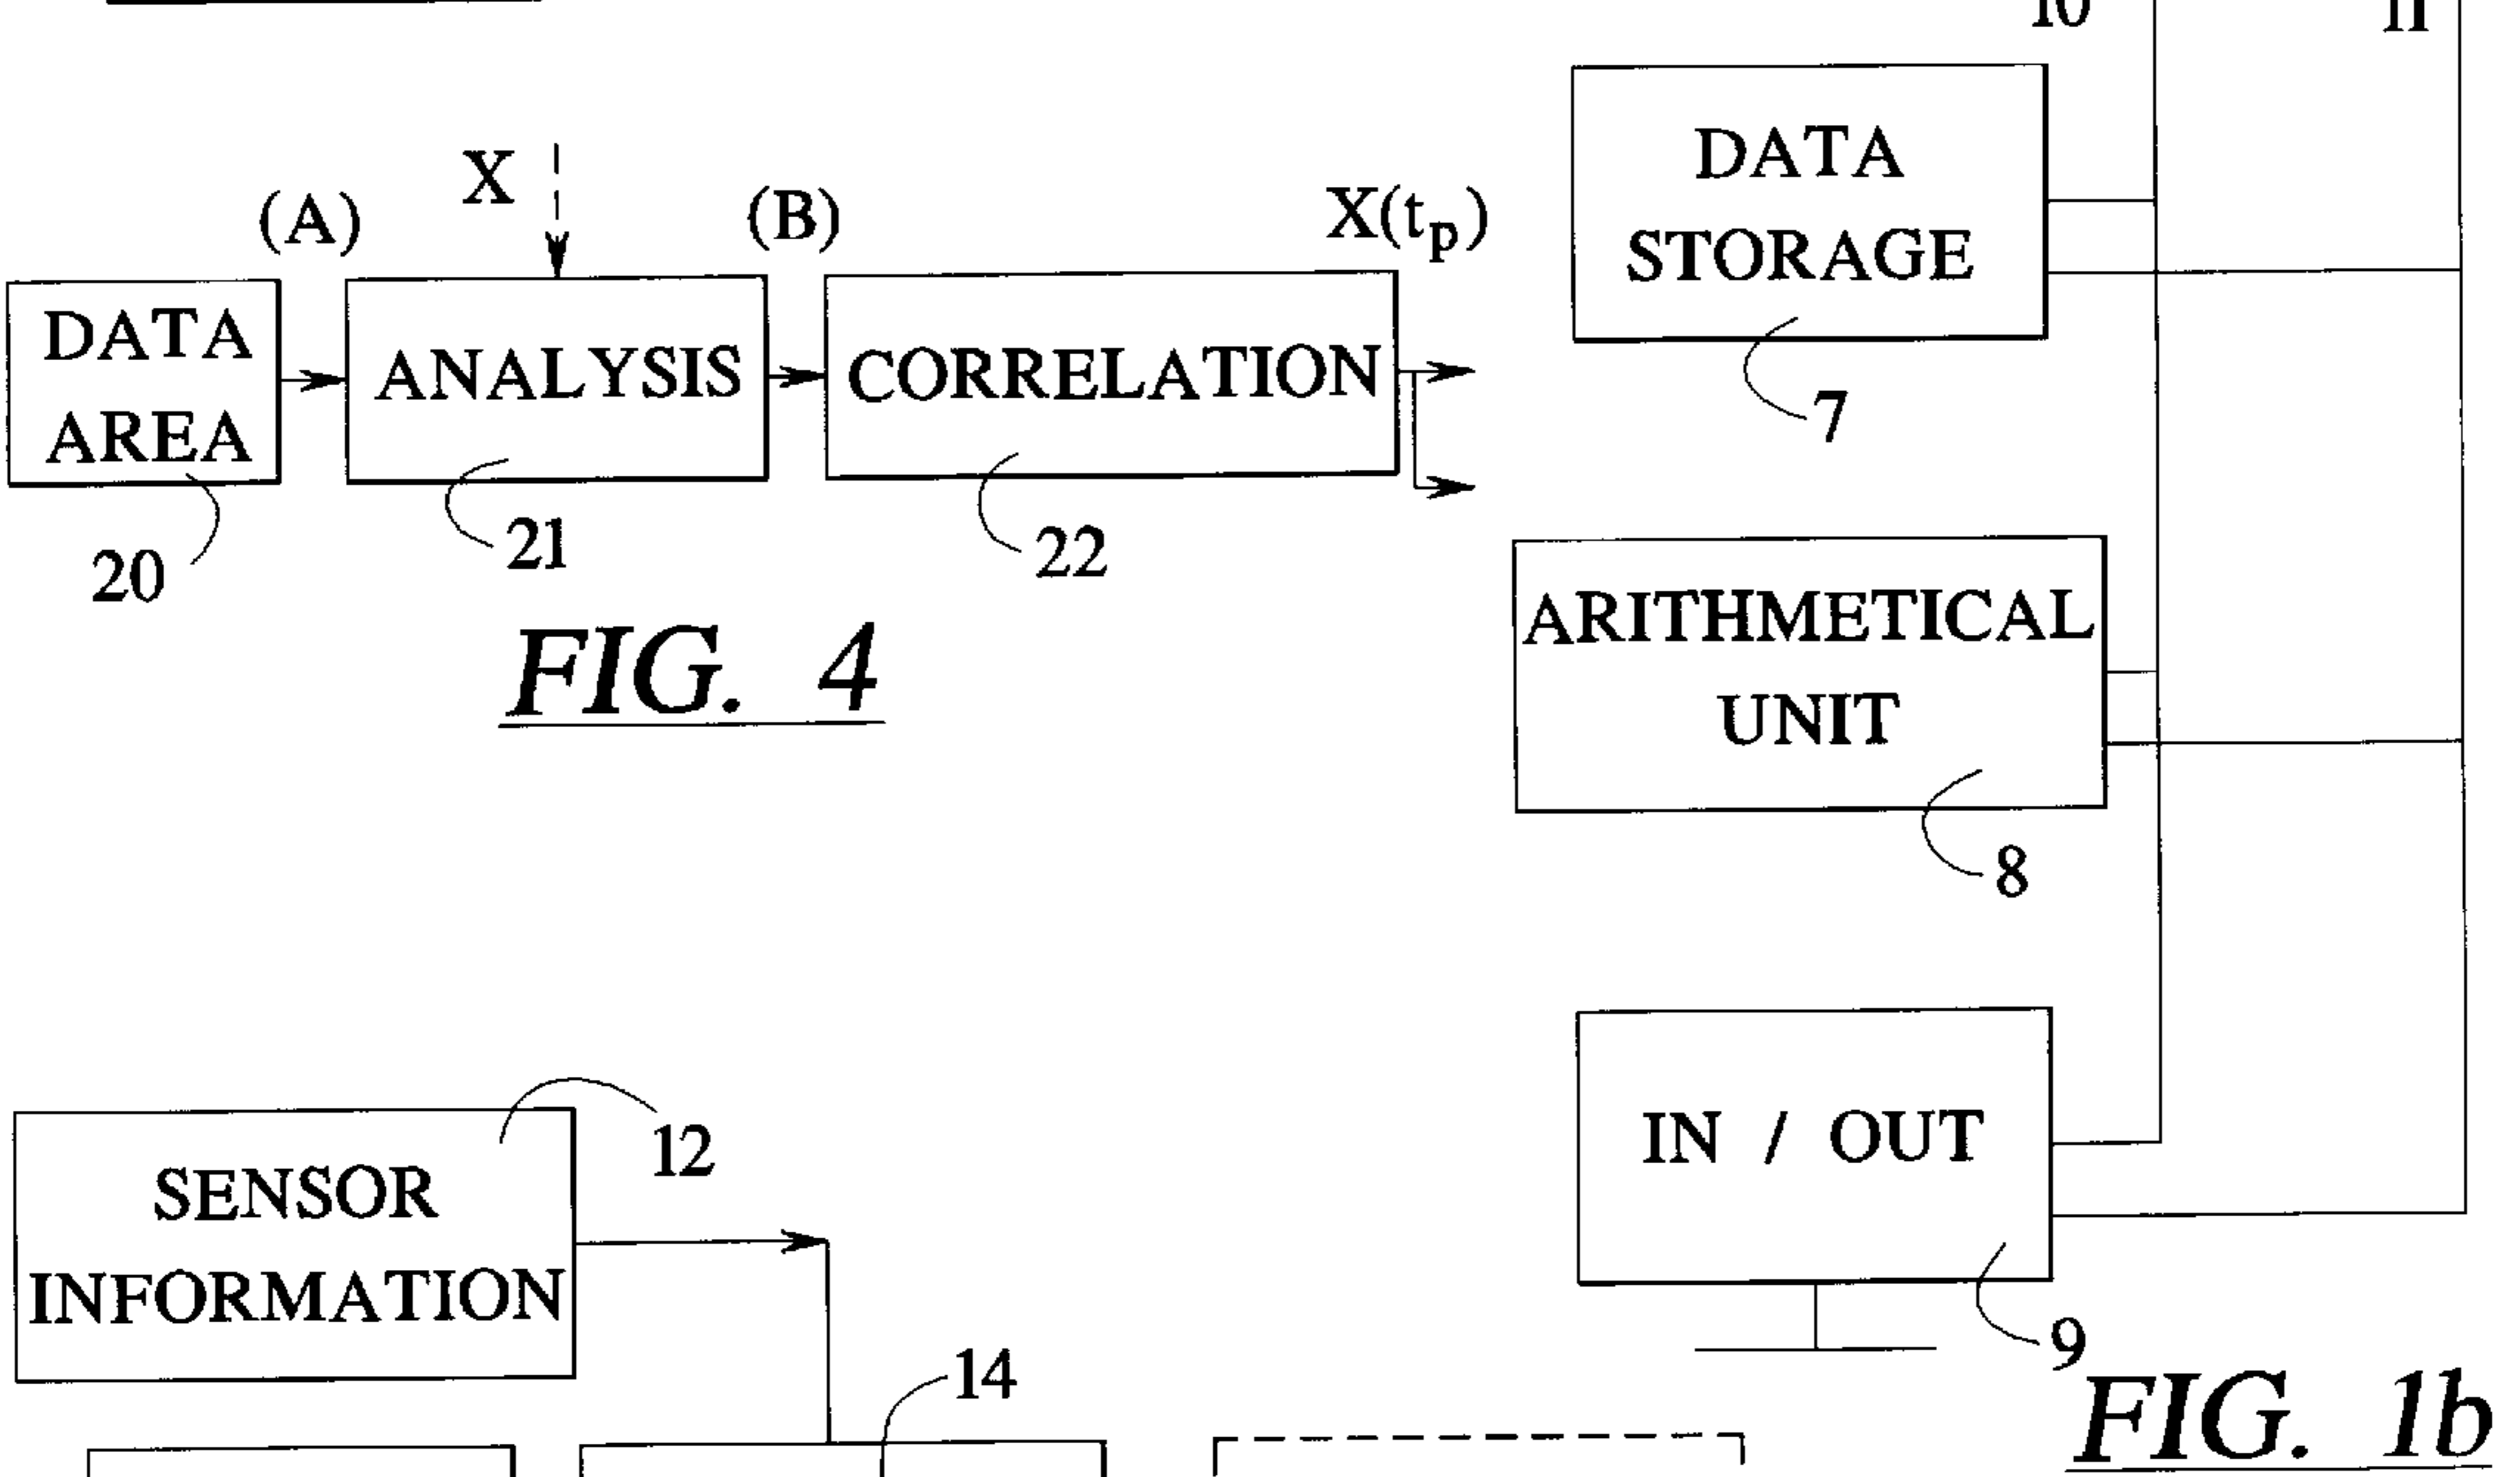 10
11
DATA
STORAGE
7
X
(A)
(B)
X(tp)
DATA
AREA
ANALYSIS
CORRELATION
20
21
22
FIG. 4
ARITHMETICAL
UNIT
8
IN / OUT
9
FIG. 1b
12
SENSOR
INFORMATION
14